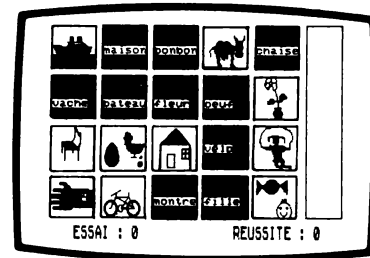 maison bonbon chaise
vache bateau fleur oeuf
vélo
montre fille
ESSAI : 0 REUSSITE : 0